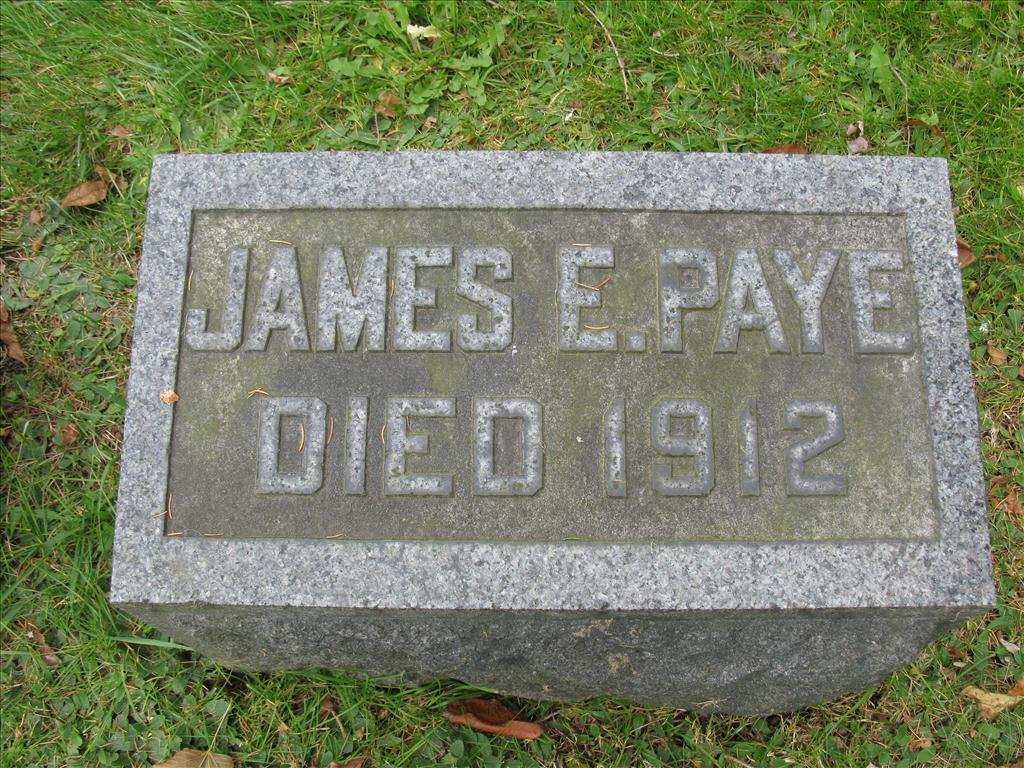 JAMES E. PAYE
DIED 1912